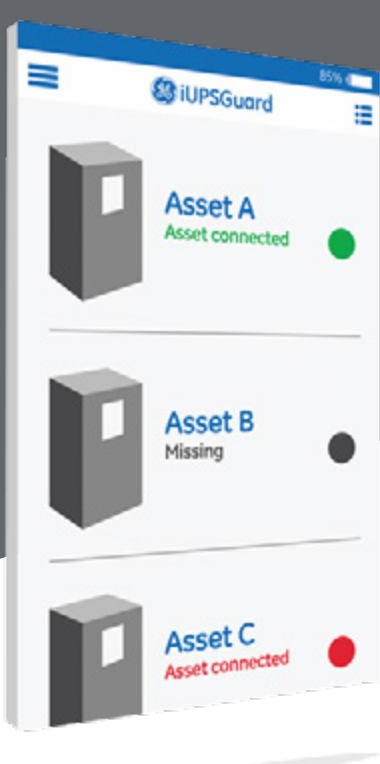 85%
iUPSGuard
Asset A
Asset connected
Asset B
Missing
Asset C
Asset connected